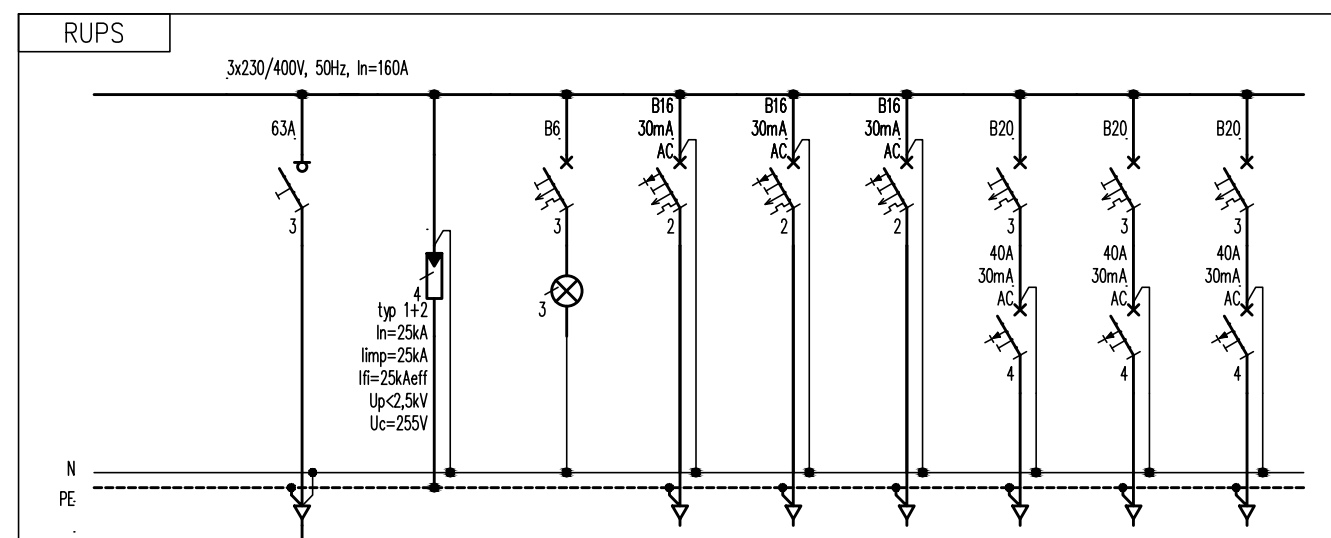 RUPS
3x230/400V, 50Hz, In=160A
63A
3
4
typ 1+2
In=25kA
Iimp=25kA
Ifi=25kAeff
Up<2,5kV
Uc=255V
B6
3
3
B16
30mA
AC
2
B16
30mA
AC
2
B16
30mA
AC
2
B20
3
40A
30mA
AC
4
B20
3
40A
30mA
AC
4
B20
3
40A
30mA
AC
4
N
PE